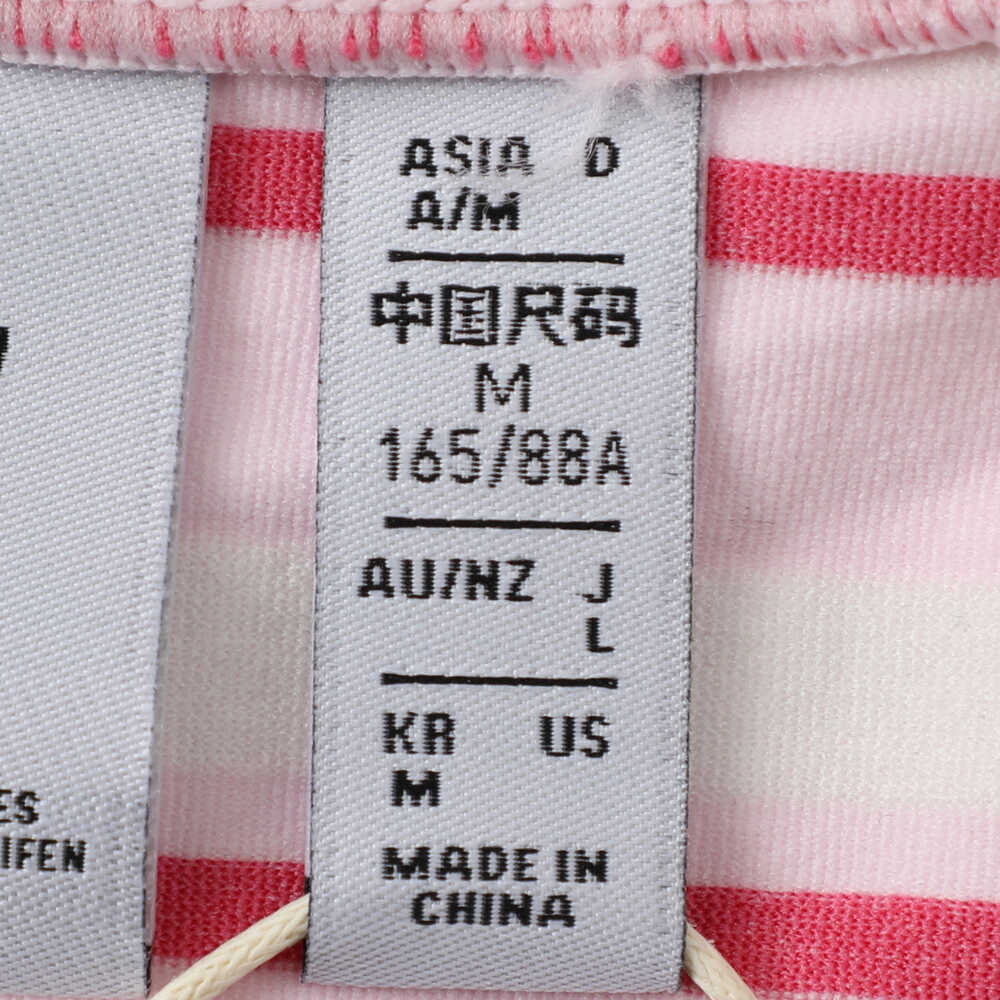 ES
IFEN
ASIA D
A/M
中国尺码
M
165/88A
AU/NZ J
L
KR US
M
MADE IN
CHINA